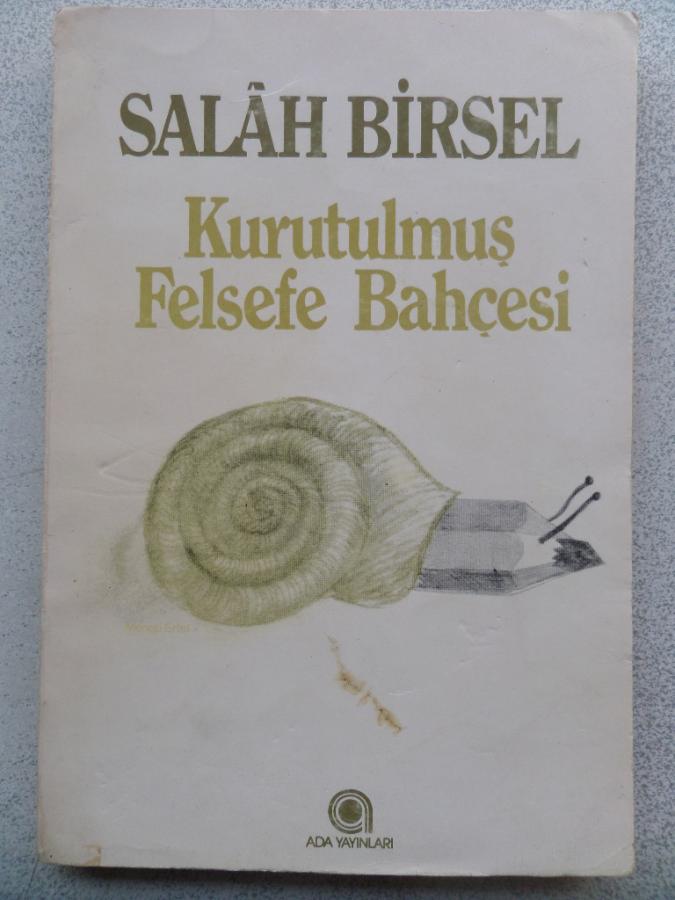 SALÂH BİRSEL
Kurutulmuş
Felsefe Bahçesi
ADA YAYINLARI